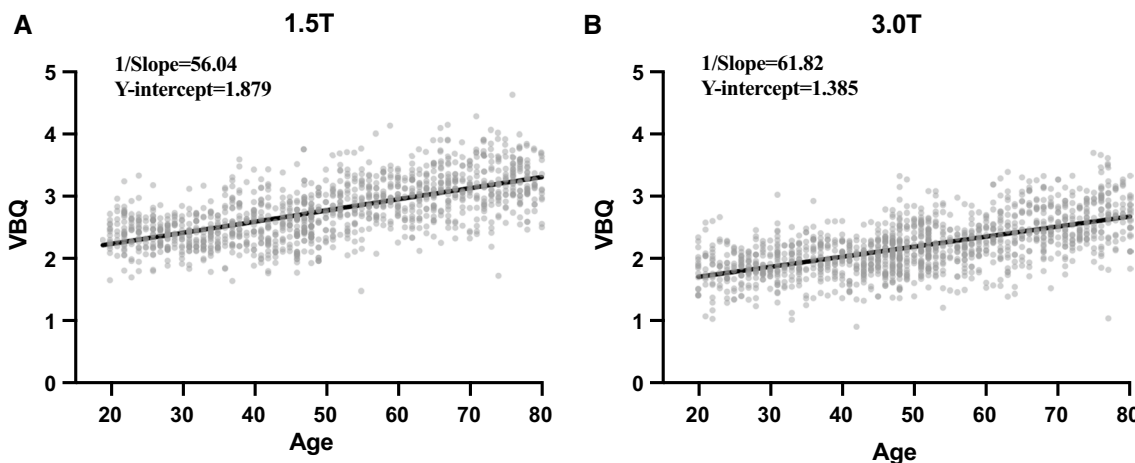 A
1.5T
1/Slope=56.04
Y-intercept=1.879
5
4
3
2
1
0
VBQ
20 30 40 50 60 70 80
Age
B
3.0T
1/Slope=61.82
Y-intercept=1.385
5
4
3
2
1
0
VBQ
20 30 40 50 60 70 80
Age